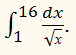 ∫₁¹⁶ dx/√x.